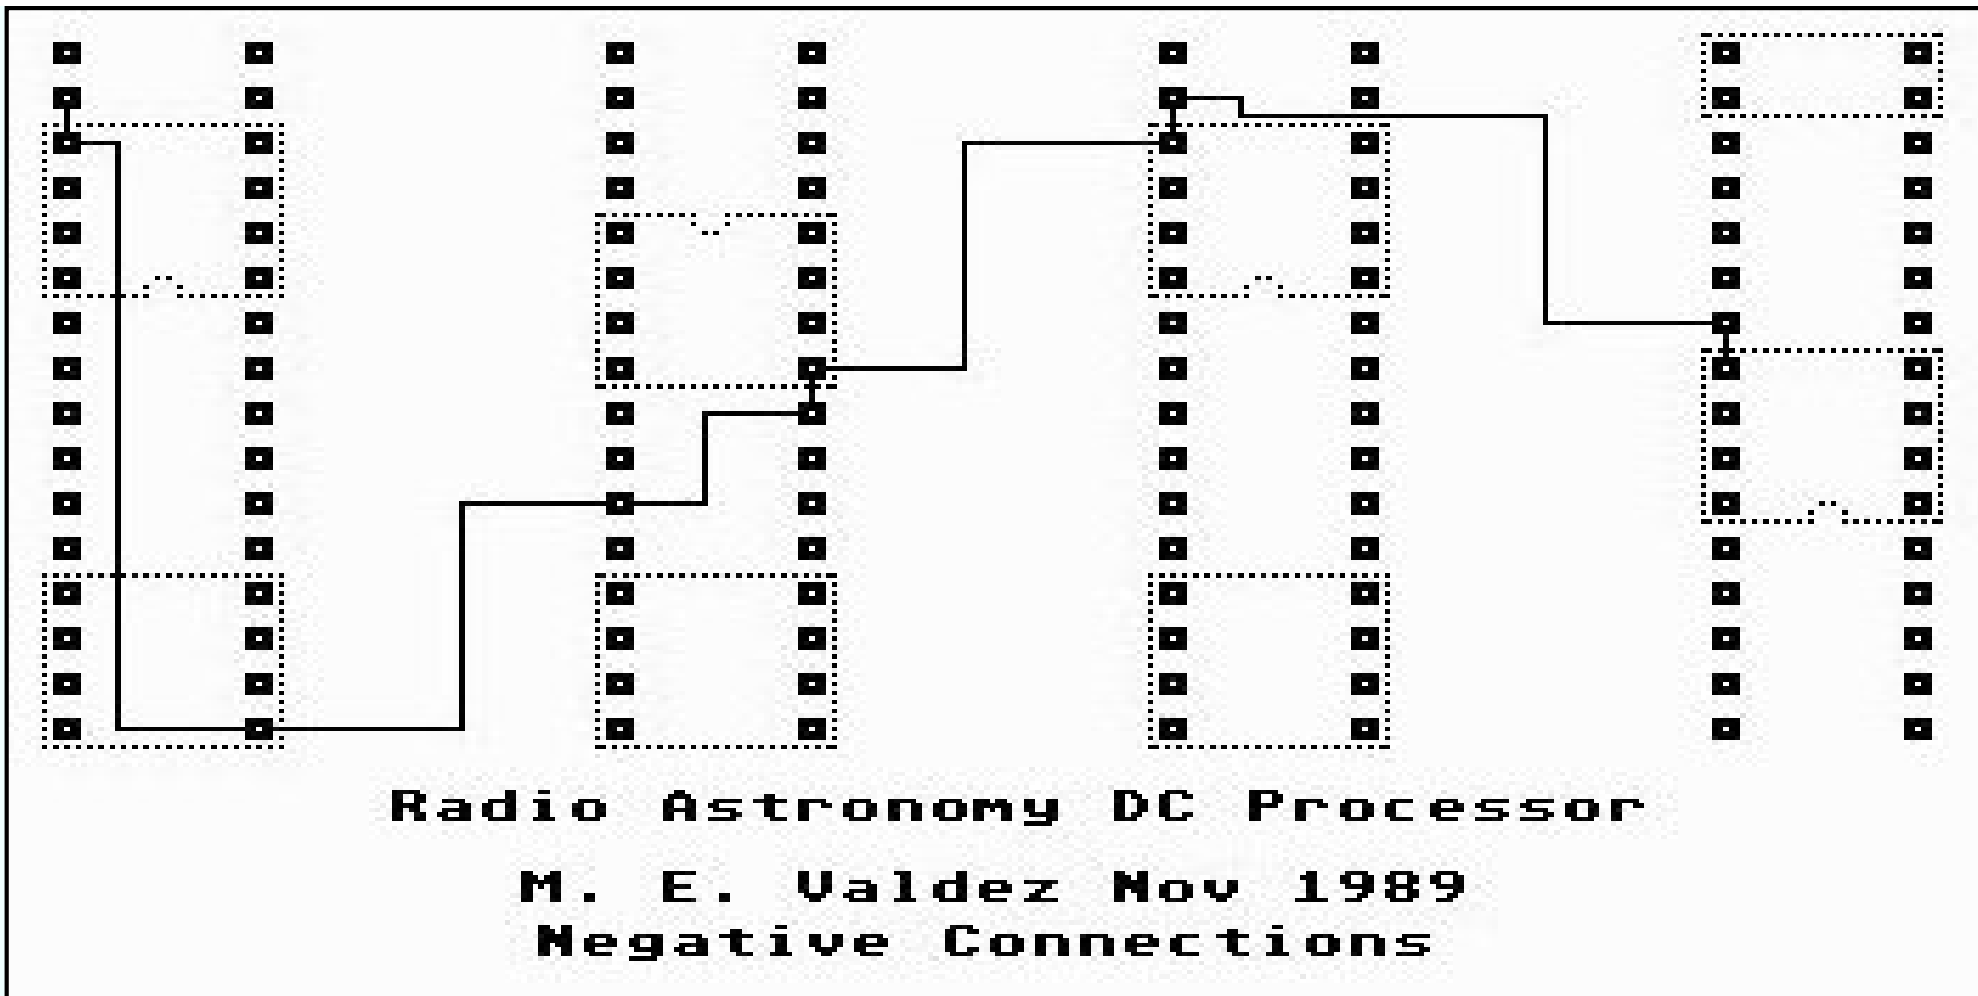 Radio Astronomy DC Processor
M. E. Valdez Nov 1989
Negative Connections